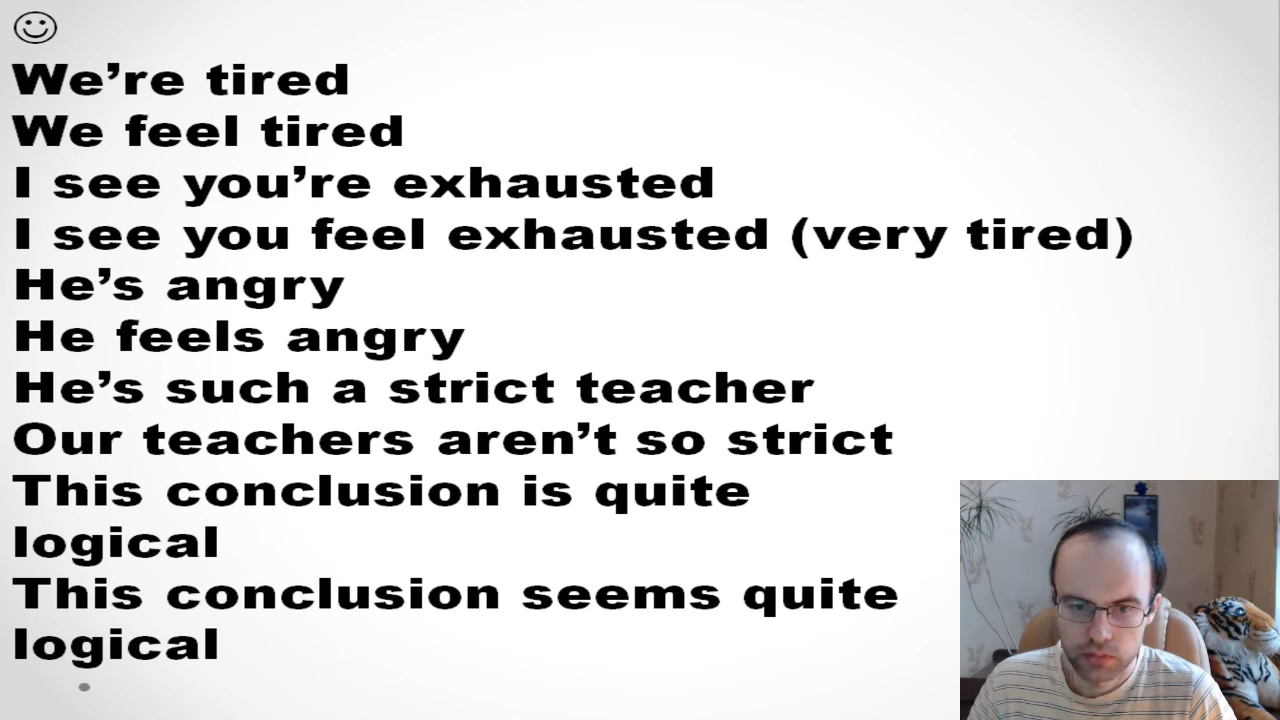 We’re tired
We feel tired
I see you’re exhausted
I see you feel exhausted (very tired)
He’s angry
He feels angry
He’s such a strict teacher
Our teachers aren’t so strict
This conclusion is quite
logical
This conclusion seems quite
logical